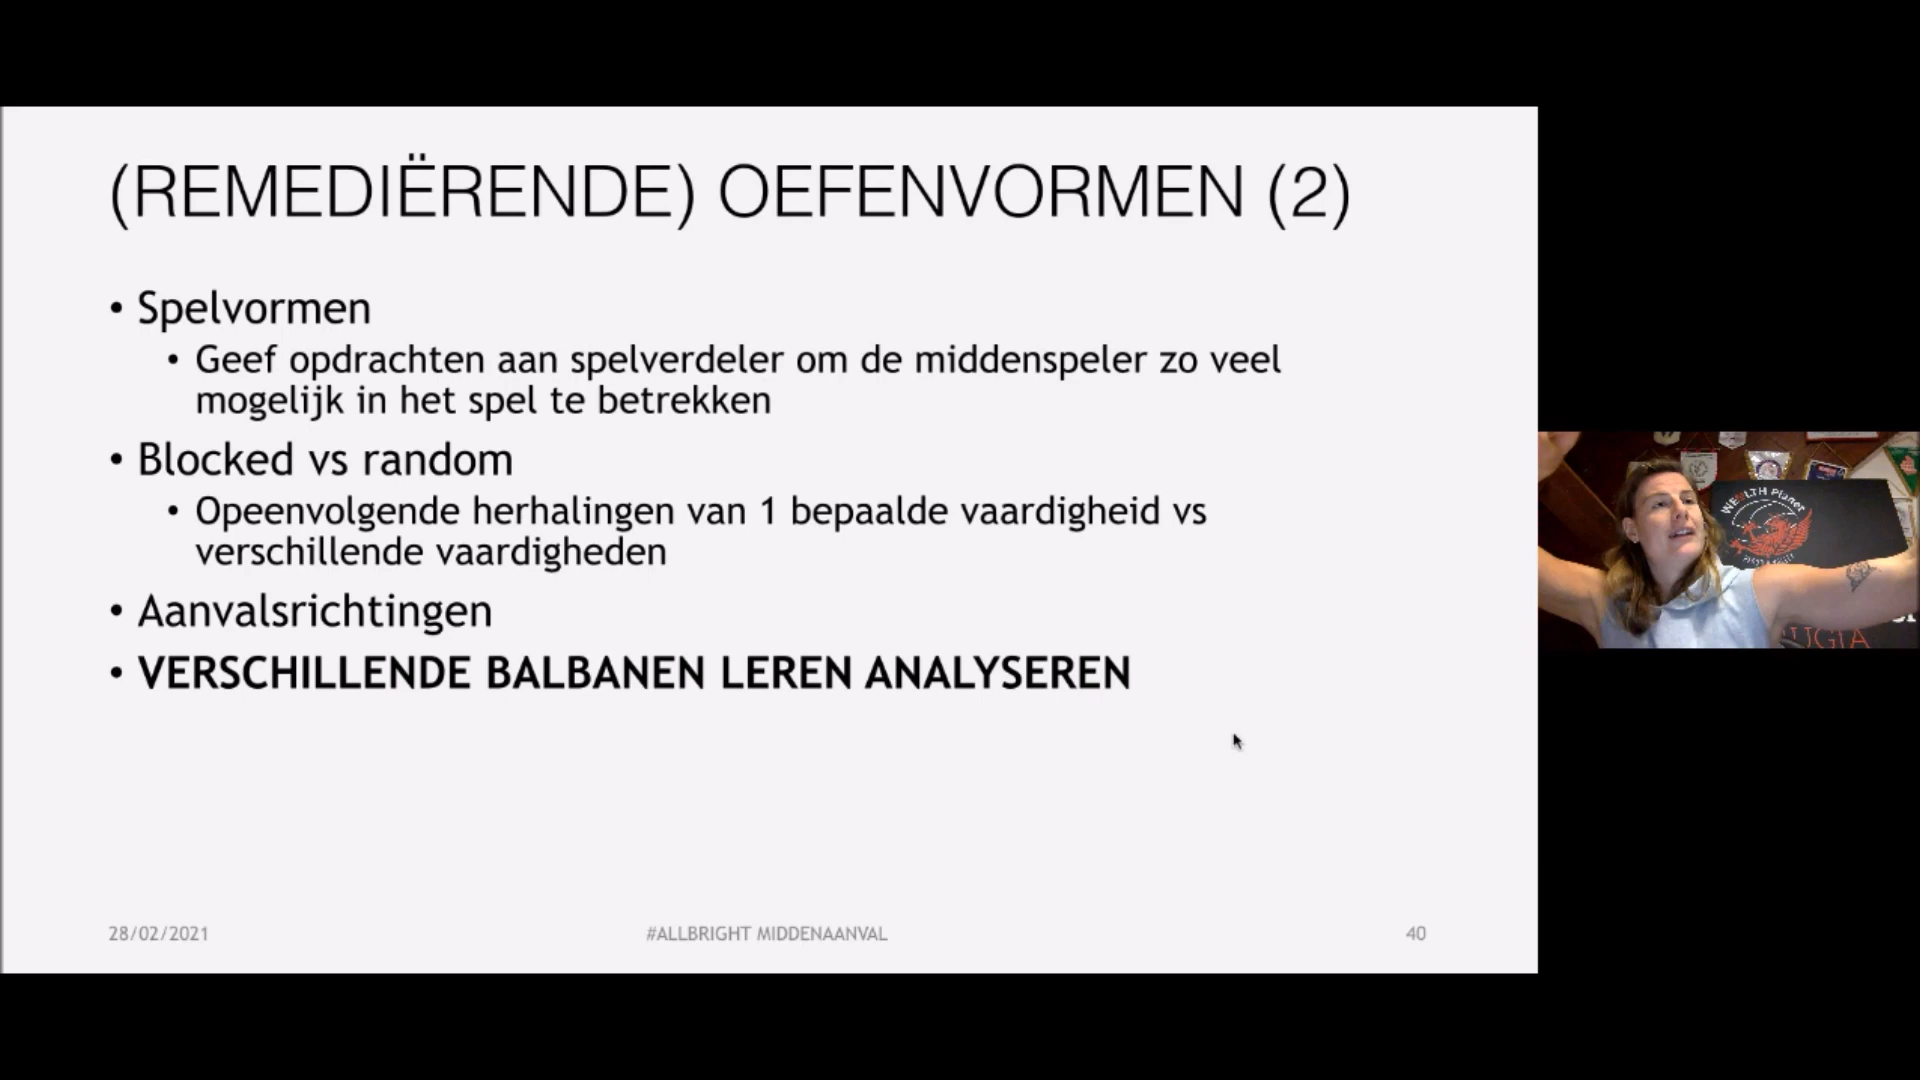 (REMEDIËRENDE) OEFENVORMEN (2)
• Spelvormen
• Geef opdrachten aan spelverdeler om de middenspeler zo veel
mogelijk in het spel te betrekken
• Blocked vs random
• Opeenvolgende herhalingen van 1 bepaalde vaardigheid vs
verschillende vaardigheden
• Aanvalsrichtingen
• VERSCHILLENDE BALBANEN LEREN ANALYSEREN
28/02/2021
#ALLBRIGHT MIDDENAANVAL
40
WEALTH Planet